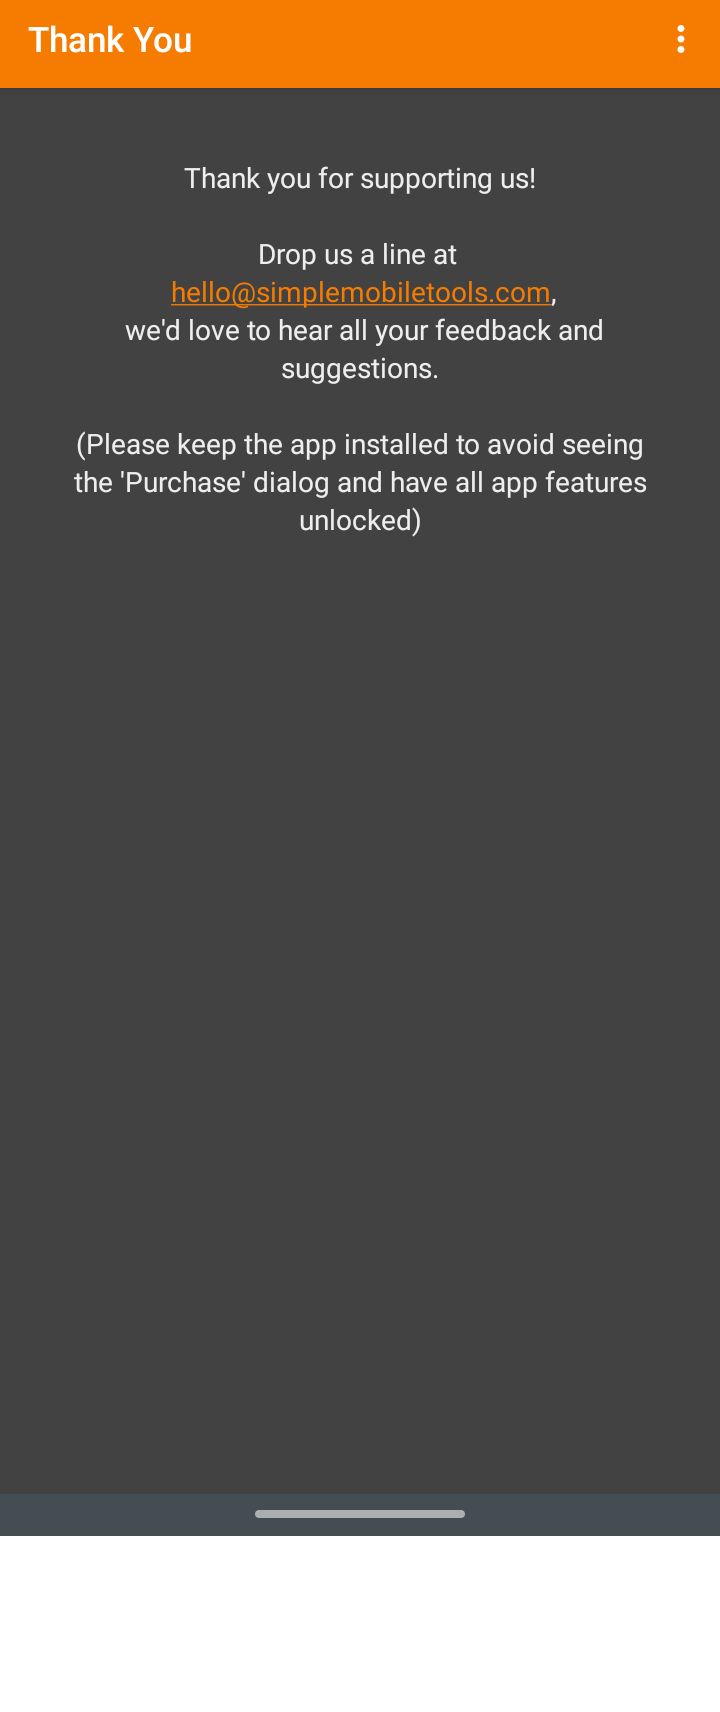 Thank You
Thank you for supporting us!
Drop us a line at
hello@simplemobiletools.com,
we'd love to hear all your feedback and
suggestions.
(Please keep the app installed to avoid seeing
the 'Purchase' dialog and have all app features
unlocked)